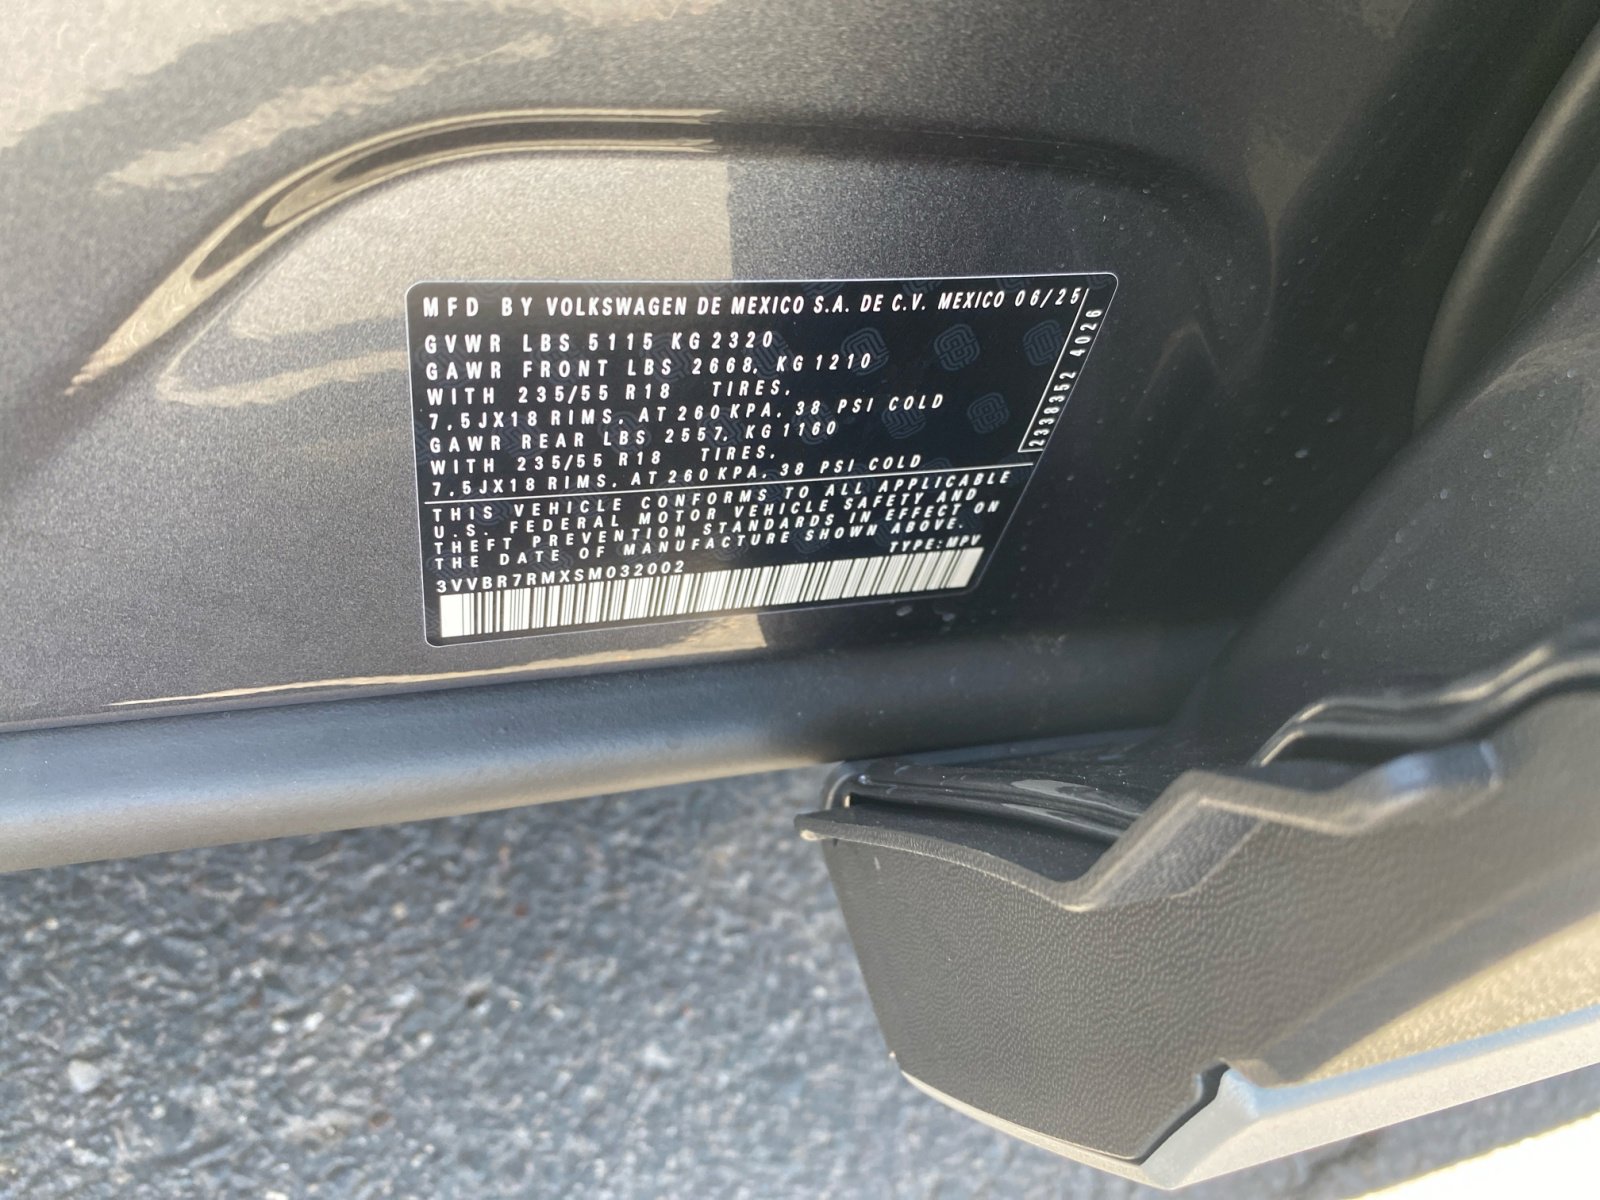 MFD BY VOLKSWAGEN DE MEXICO S.A. DE C.V. MEXICO 06/25
GVWR LBS 5115 KG 2320
GAWR FRONT LBS 2668, KG 1210
WITH 235/55 R18 TIRES,
7,5JX18 RIMS, AT 260 KPA, 38 PSI COLD
GAWR REAR LBS 2557, KG 1160
WITH 235/55 R18 TIRES,
7,5JX18 RIMS, AT 260 KPA, 38 PSI COLD
2338352 4026
THIS VEHICLE CONFORMS TO ALL APPLICABLE
U.S. FEDERAL MOTOR VEHICLE SAFETY AND
THEFT PREVENTION STANDARDS IN EFFECT ON
THE DATE OF MANUFACTURE SHOWN ABOVE.
3VVBR7RMXSM032002 TYPE: MPV